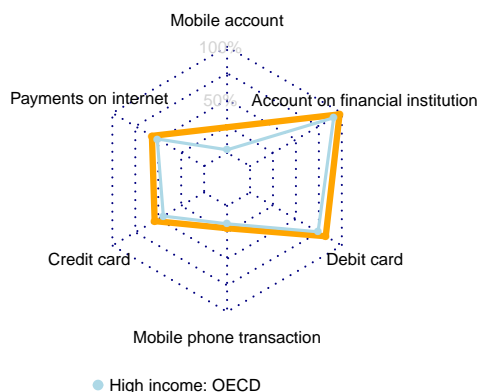 Mobile account
100%
Payments on internet
50%
Account on financial institution
Credit card
Debit card
Mobile phone transaction
High income: OECD